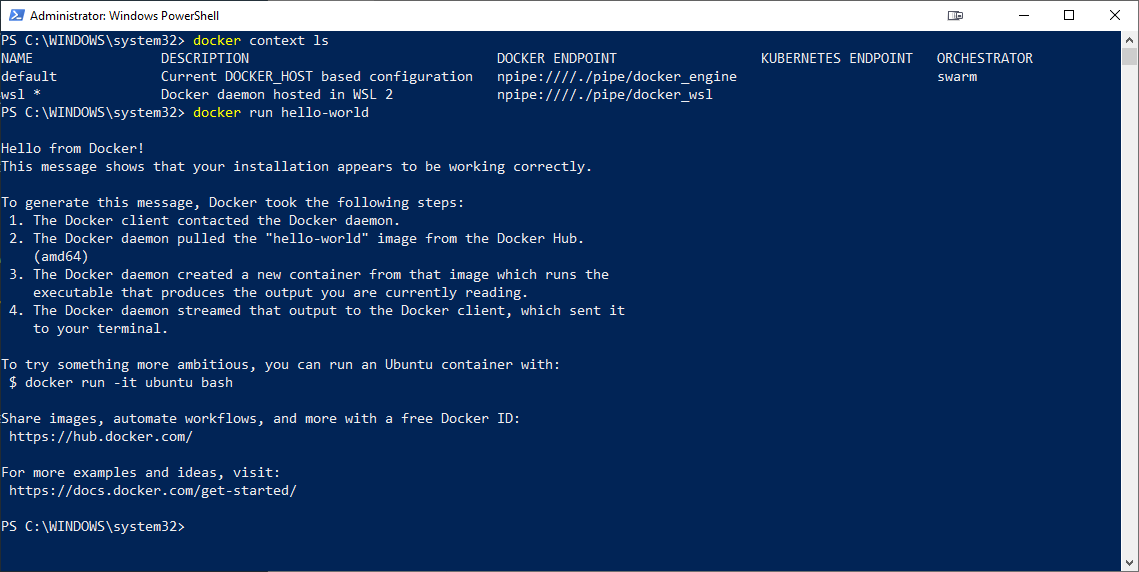 Administrator: Windows PowerShell
PS C:\WINDOWS\system32> docker context ls
NAME                DESCRIPTION                               DOCKER ENDPOINT                  KUBERNETES ENDPOINT   ORCHESTRATOR
default             Current DOCKER_HOST based configuration   npipe:////./pipe/docker_engine                         swarm
wsl *               Docker daemon hosted in WSL 2             npipe:////./pipe/docker_wsl
PS C:\WINDOWS\system32> docker run hello-world
Hello from Docker!
This message shows that your installation appears to be working correctly.
To generate this message, Docker took the following steps:
 1. The Docker client contacted the Docker daemon.
 2. The Docker daemon pulled the "hello-world" image from the Docker Hub.
    (amd64)
 3. The Docker daemon created a new container from that image which runs the
    executable that produces the output you are currently reading.
 4. The Docker daemon streamed that output to the Docker client, which sent it
    to your terminal.
To try something more ambitious, you can run an Ubuntu container with:
 $ docker run -it ubuntu bash
Share images, automate workflows, and more with a free Docker ID:
 https://hub.docker.com/
For more examples and ideas, visit:
 https://docs.docker.com/get-started/
PS C:\WINDOWS\system32>